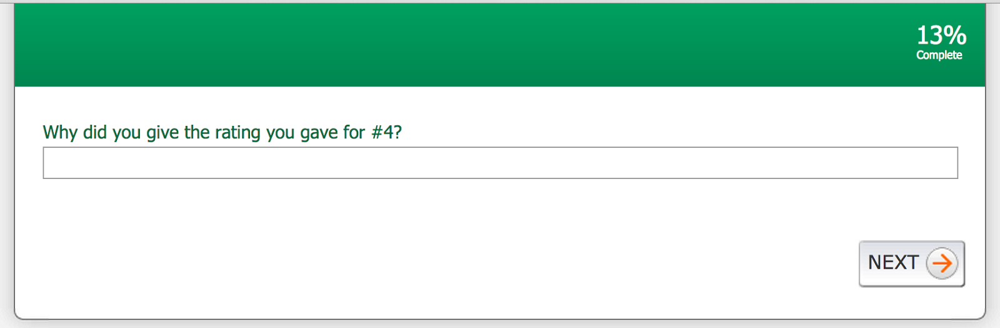 13%
Complete
Why did you give the rating you gave for #4?
NEXT